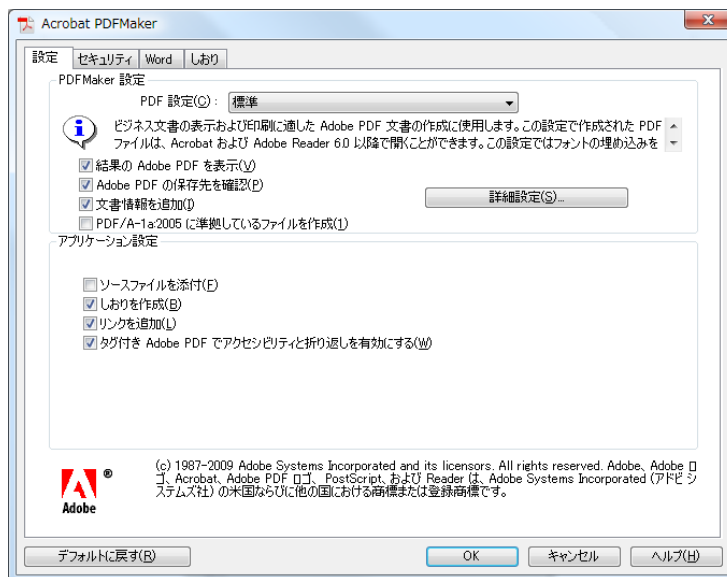 Acrobat PDFMaker
設定 セキュリティ Word しおり
PDFMaker 設定
PDF 設定(C): 標準
ビジネス文書の表示および印刷に適した Adobe PDF 文書の作成に使用します。この設定で作成された PDF
ファイルは、Acrobat および Adobe Reader 6.0 以降で開くことができます。この設定ではフォントの埋め込みを
結果の Adobe PDF を表示(V)
Adobe PDF の保存先を確認(P)
文書情報を追加(I)
詳細設定(S)...
PDF/A-1a:2005 に準拠しているファイルを作成(1)
アプリケーション設定
ソースファイルを添付(F)
しおりを作成(B)
リンクを追加(L)
タグ付き Adobe PDF でアクセシビリティと折り返しを有効にする(W)
(c) 1987-2009 Adobe Systems Incorporated and its licensors. All rights reserved. Adobe、Adobe ロ
ゴ、Acrobat、Adobe PDF ロゴ、PostScript、および Reader は、Adobe Systems Incorporated (アドビ シ
ステムズ社) の米国ならびに他の国における商標または登録商標です。
Adobe
デフォルトに戻す(R) OK キャンセル ヘルプ(H)